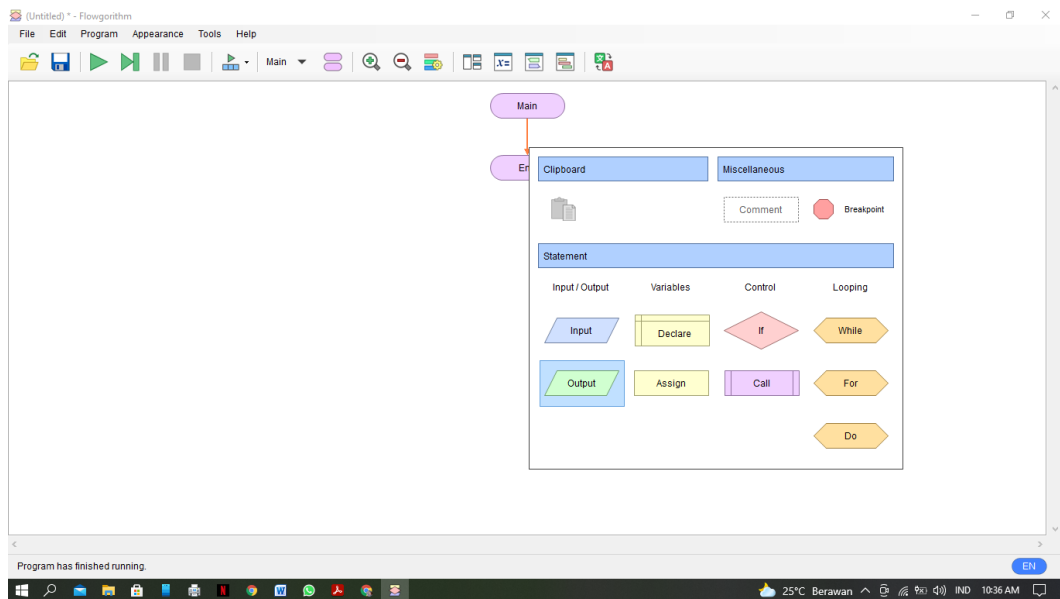 (Untitled) * - Flowgorithm
File Edit Program Appearance Tools Help
Main
x=
Main
En
Clipboard Miscellaneous
Comment Breakpoint
Statement
Input / Output Variables Control Looping
Input Declare If While
Output Assign Call For
Do
Program has finished running. EN
25°C Berawan IND 10:36 AM